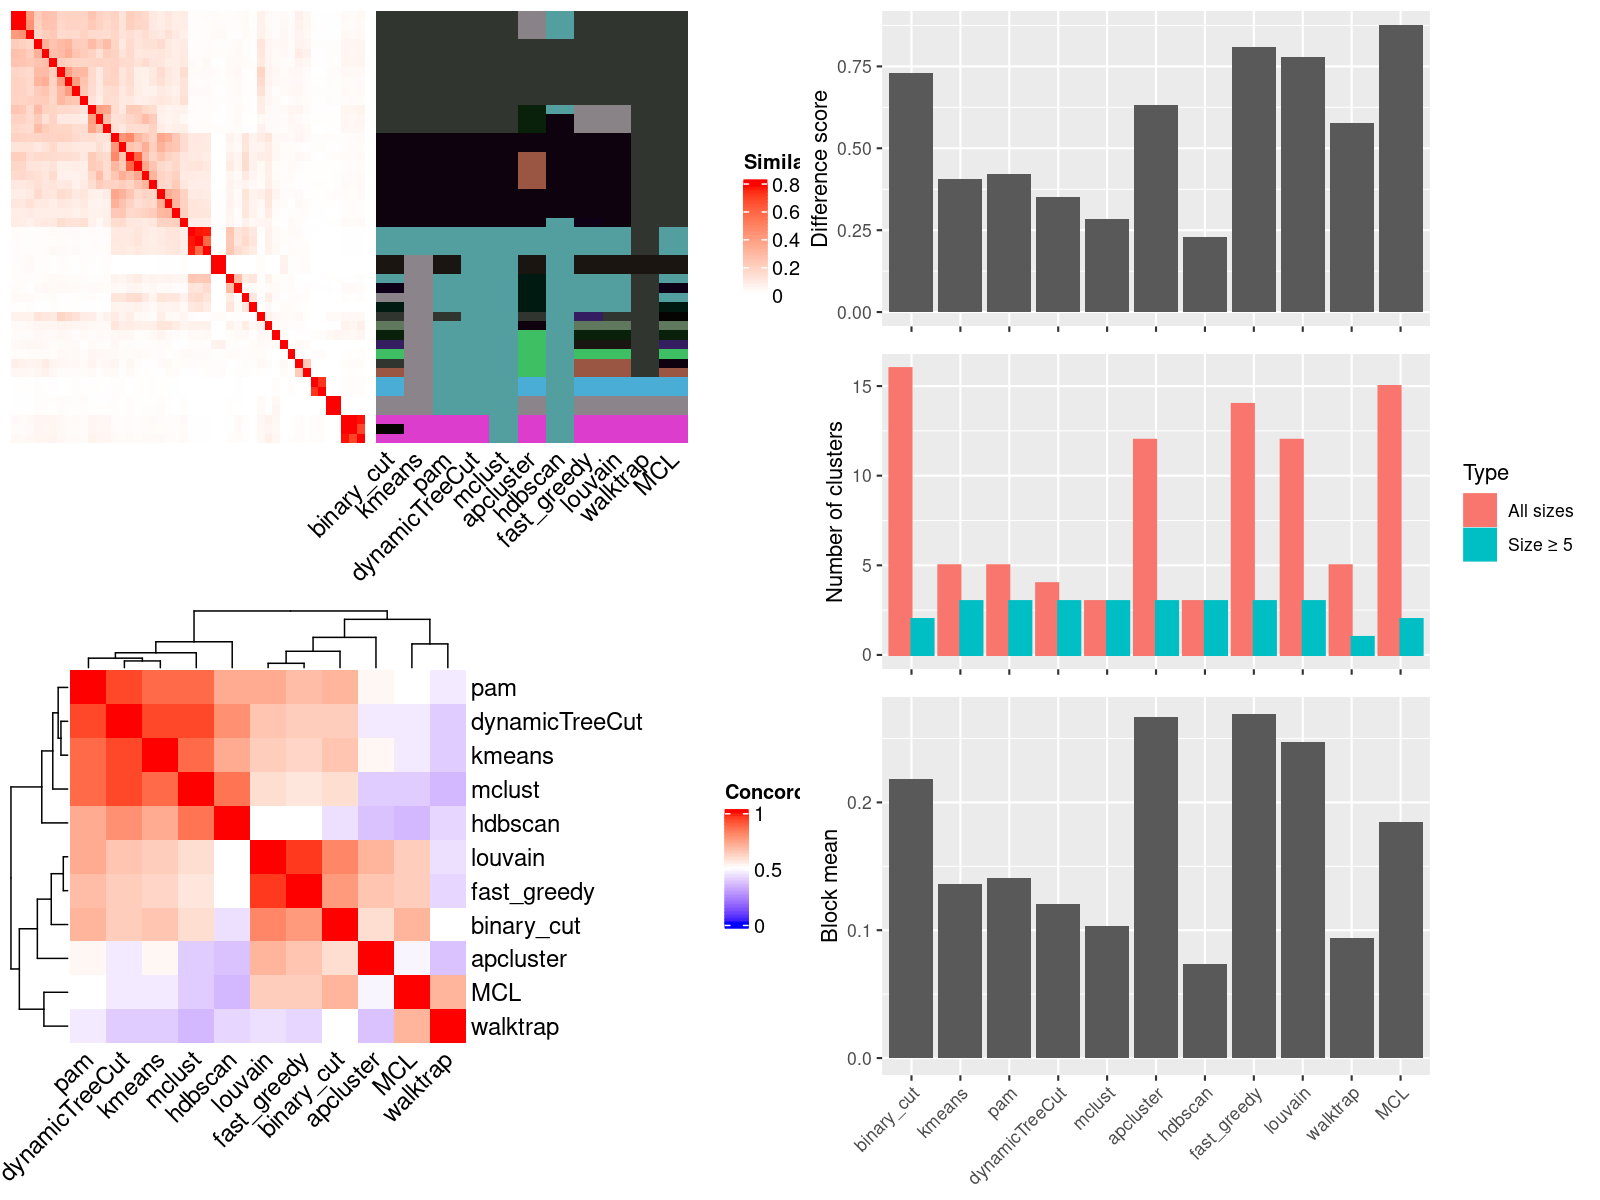 Simila
0.8
0.6
0.4
0.2
0
binary_cut
kmeans
pam
dynamicTreeCut
mclust
apcluster
hdbscan
fast_greedy
louvain
walktrap
MCL
pam
dynamicTreeCut
kmeans
mclust
hdbscan
louvain
fast_greedy
binary_cut
apcluster
MCL
walktrap
pam
dynamicTreeCut
kmeans
mclust
hdbscan
louvain
fast_greedy
binary_cut
apcluster
MCL
walktrap
Concord
1
0.5
0
Difference score
0.75
0.50
0.25
0.00
Number of clusters
15
10
5
0
Type
All sizes
Size ≥ 5
Block mean
0.2
0.1
0.0
binary_cut
kmeans
pam
dynamicTreeCut
mclust
apcluster
hdbscan
fast_greedy
louvain
walktrap
MCL